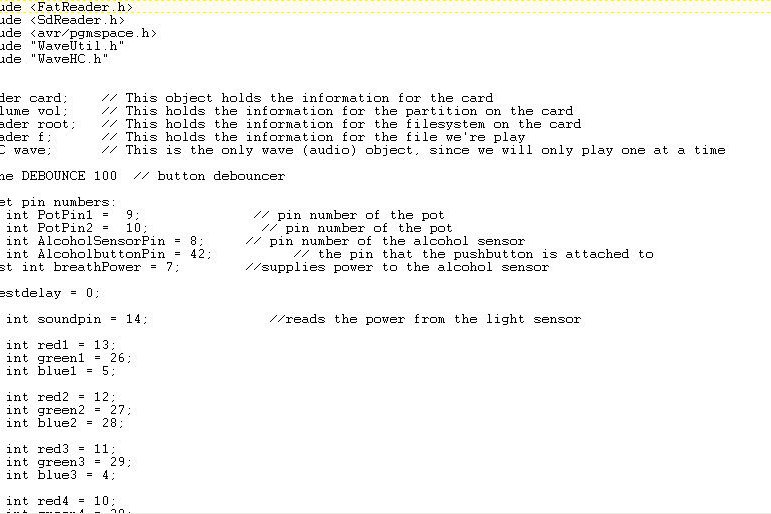 ude <FatReader.h>
ude <SdReader.h>
ude <avr/pgmspace.h>
ude "WaveUtil.h"
ude "WaveHC.h"
der card;    // This object holds the information for the card
lume vol;    // This holds the information for the partition on the card
ader root;   // This holds the information for the filesystem on the card
ader f;      // This holds the information for the file we're play
C wave;      // This is the only wave (audio) object, since we will only play one at a time
ne DEBOUNCE 100  // button debouncer
et pin numbers:
int PotPin1 =  9;              // pin number of the pot
int PotPin2 =  10;              // pin number of the pot
int AlcoholSensorPin = 8;     // pin number of the alcohol sensor
int AlcoholbuttonPin = 42;          // the pin that the pushbutton is attached to
st int breathPower = 7;        //supplies power to the alcohol sensor
estdelay = 0;
int soundpin = 14;               //reads the power from the light sensor
int red1 = 13;
int green1 = 26;
int blue1 = 5;
int red2 = 12;
int green2 = 27;
int blue2 = 28;
int red3 = 11;
int green3 = 29;
int blue3 = 4;
int red4 = 10;